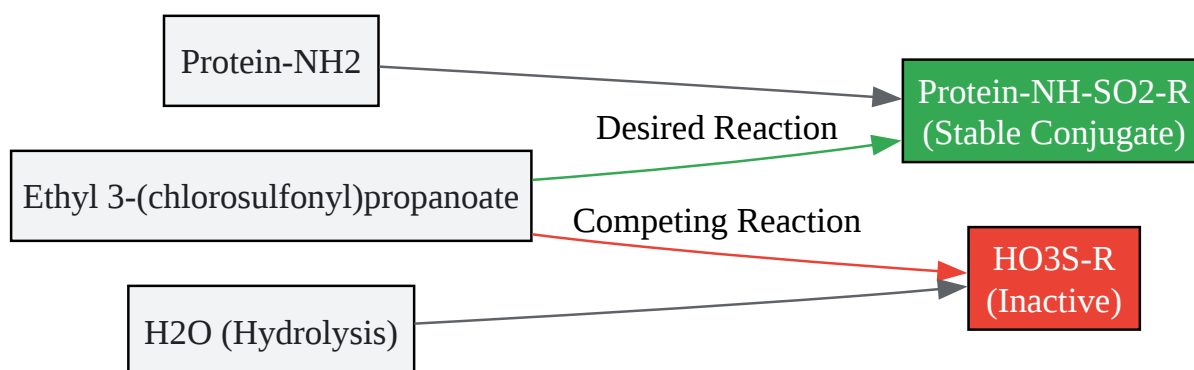 Protein-NH2
Protein-NH-SO2-R
(Stable Conjugate)
Desired Reaction
Ethyl 3-(chlorosulfonyl)propanoate
Competing Reaction
HO3S-R
(Inactive)
H2O (Hydrolysis)